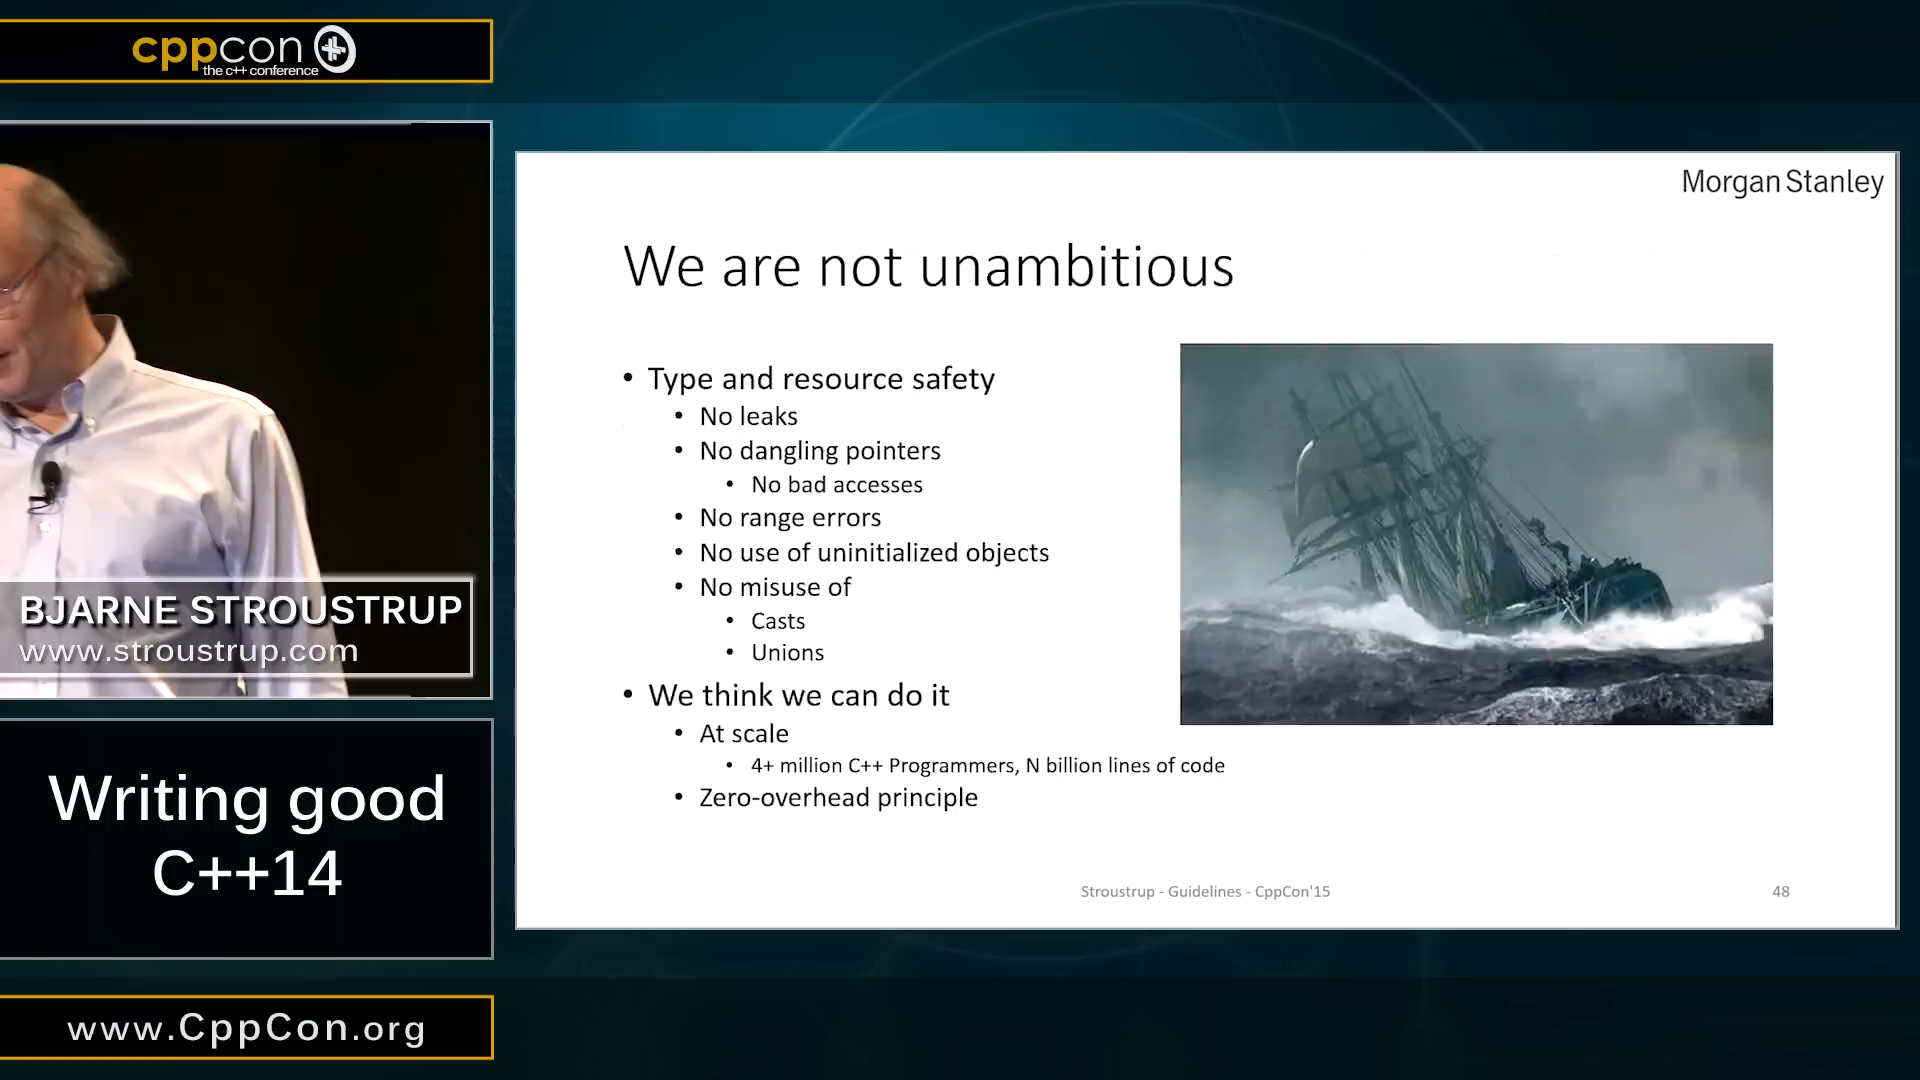 cppcon
the c++ conference
BJARNE STROUSTRUP
www.stroustrup.com
Writing good
C++14
www.CppCon.org
Morgan Stanley
We are not unambitious
• Type and resource safety
• No leaks
• No dangling pointers
• No bad accesses
• No range errors
• No use of uninitialized objects
• No misuse of
• Casts
• Unions
• We think we can do it
• At scale
• 4+ million C++ Programmers, N billion lines of code
• Zero-overhead principle
Stroustrup - Guidelines - CppCon'15
48